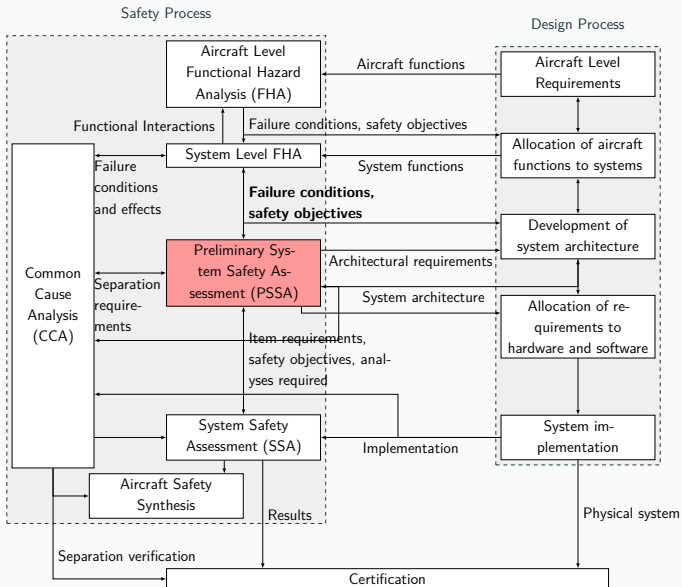 Safety Process
Design Process
Aircraft Level
Functional Hazard
Analysis (FHA)
Aircraft functions
Aircraft Level
Requirements
Functional Interactions
Failure conditions, safety objectives
System Level FHA
System functions
Allocation of aircraft
functions to systems
Failure
conditions
and effects
Failure conditions,
safety objectives
Development of
system architecture
Preliminary Sys-
tem Safety As-
sessment (PSSA)
Architectural requirements
System architecture
Common
Cause
Analysis
(CCA)
Separation
require-
ments
Allocation of re-
quirements to
hardware and software
Item requirements,
safety objectives, anal-
yses required
System Safety
Assessment (SSA)
Implementation
System im-
plementation
Aircraft Safety
Synthesis
Results
Physical system
Separation verification
Certification